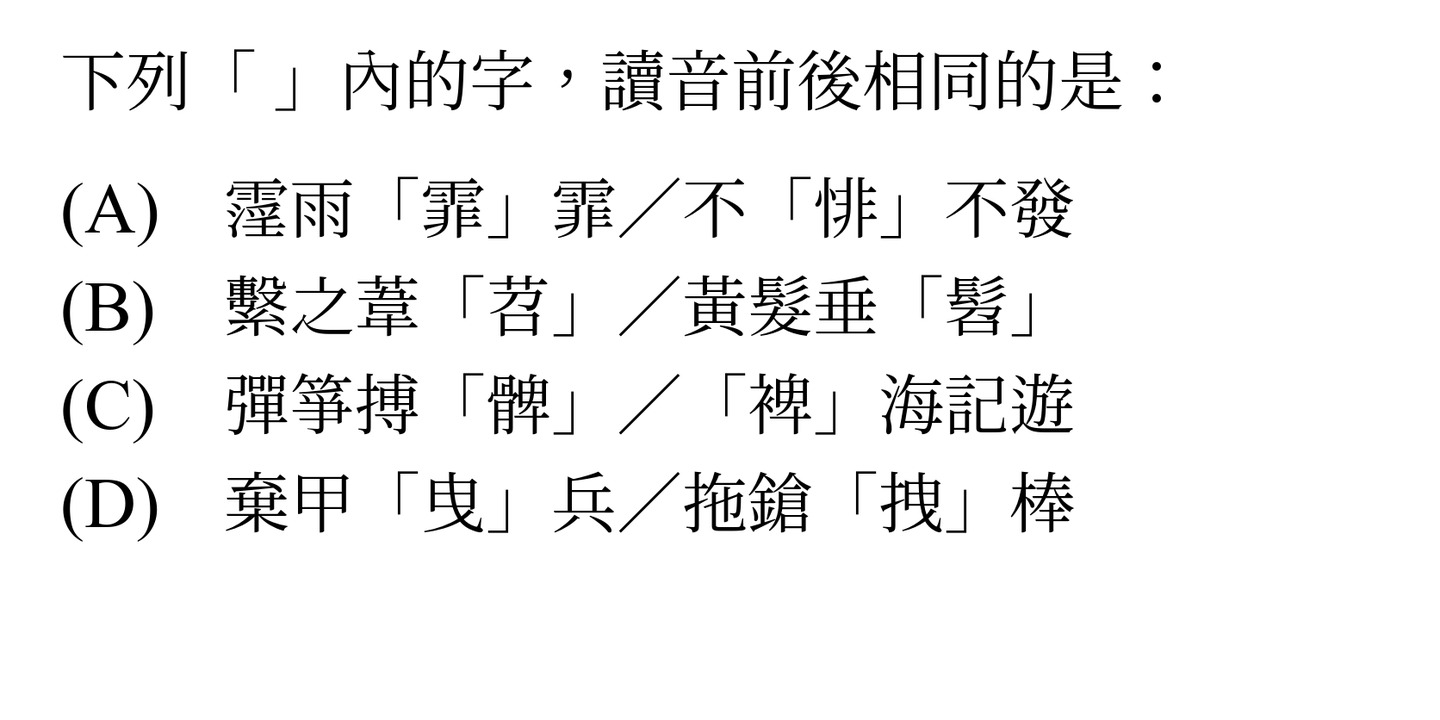 下列「 」內的字，讀音前後相同的是：
(A) 霪雨「霏」霏／不「悱」不發
(B) 繫之葦「苕」／黃髮垂「髫」
(C) 彈箏搏「髀」／「裨」海記遊
(D) 棄甲「曳」兵／拖鎗「拽」棒